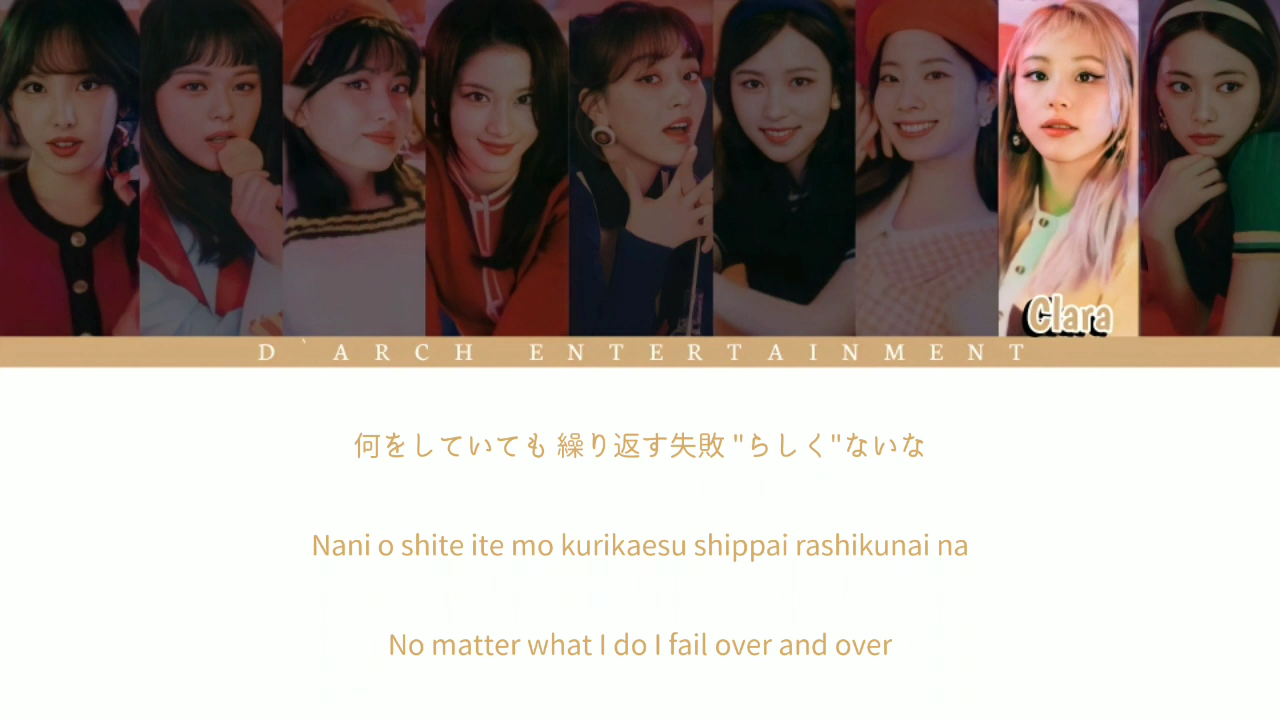 Clara
D`ARCH ENTERTAINMENT
何をしていても 繰り返す失敗 "らしく"ないな
Nani o shite ite mo kurikaesu shippai rashikunai na
No matter what I do I fail over and over